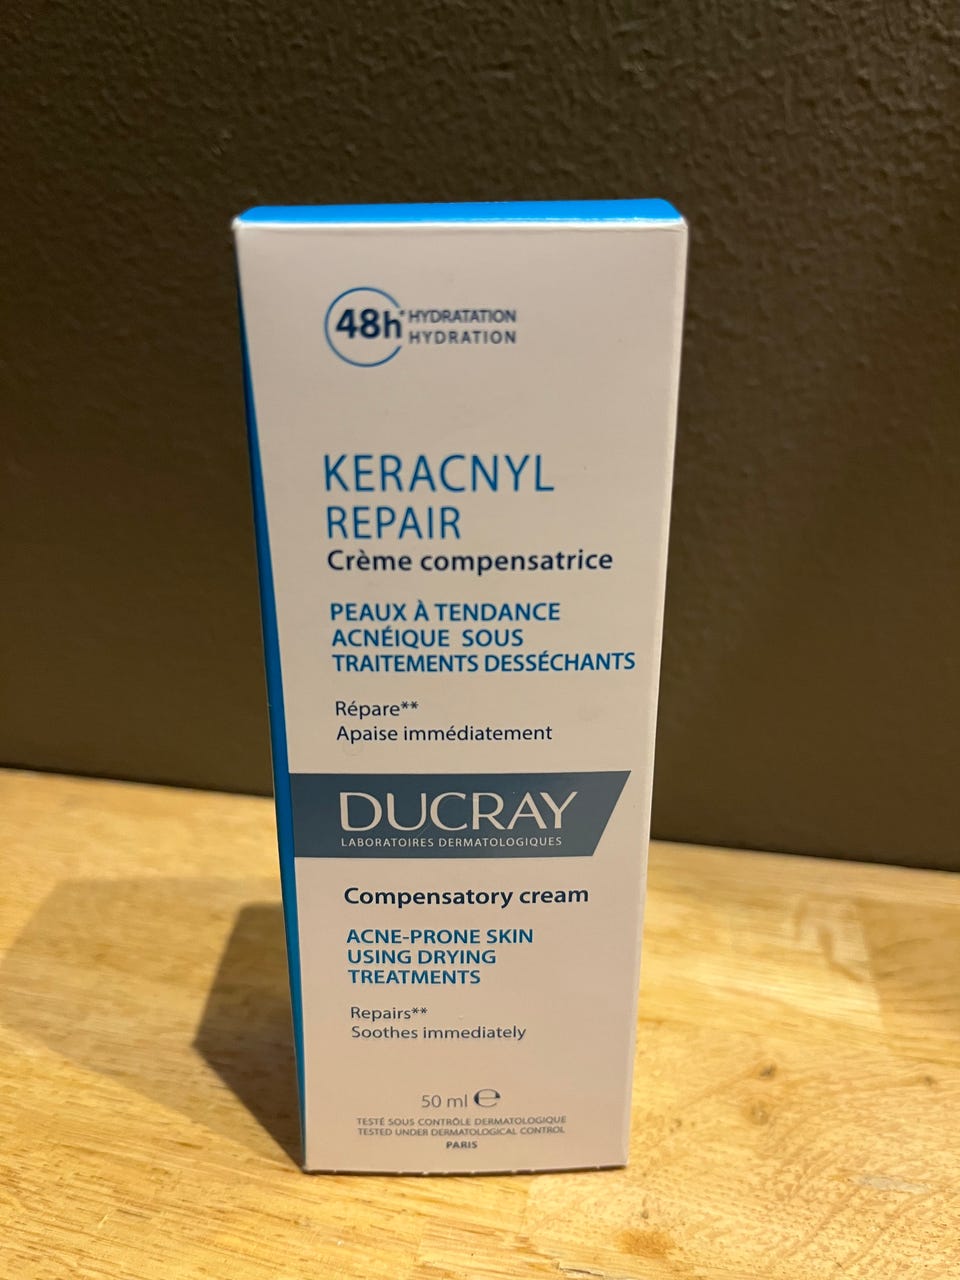 48h* HYDRATATION
HYDRATION
KERACNYL
REPAIR
Crème compensatrice
PEAUX À TENDANCE
ACNÉIQUE SOUS
TRAITEMENTS DESSÉCHANTS
Répare**
Apaise immédiatement
DUCRAY
LABORATOIRES DERMATOLOGIQUES
Compensatory cream
ACNE-PRONE SKIN
USING DRYING
TREATMENTS
Repairs**
Soothes immediately
50 ml ℮
TESTÉ SOUS CONTRÔLE DERMATOLOGIQUE
TESTED UNDER DERMATOLOGICAL CONTROL
PARIS